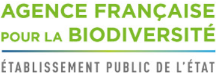 AGENCE FRANÇAISE
POUR LA BIODIVERSITÉ
ÉTABLISSEMENT PUBLIC DE L'ÉTAT